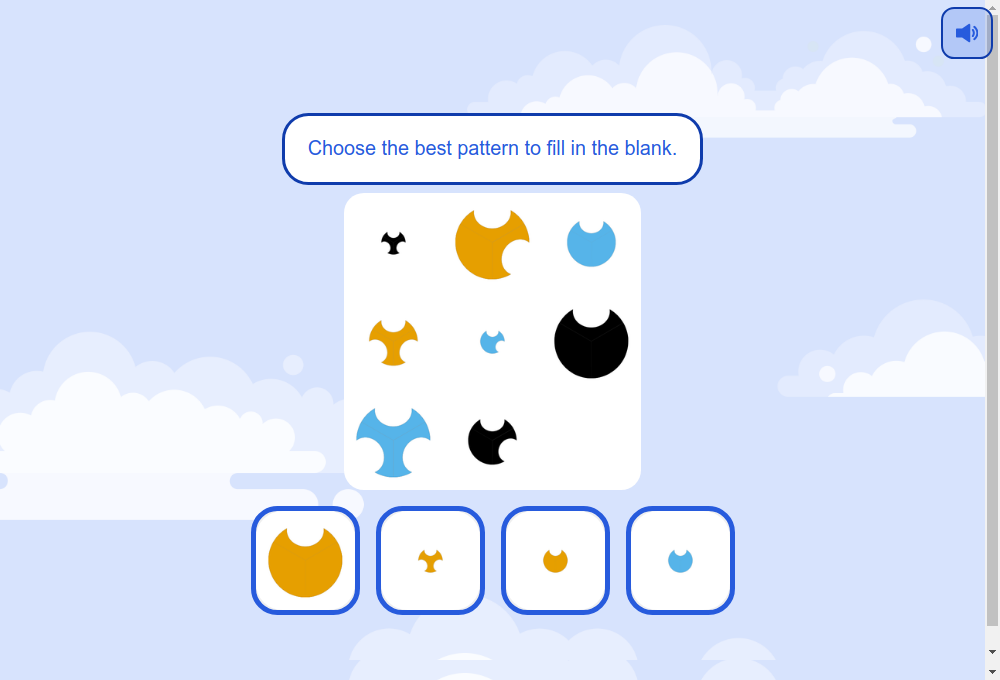 Choose the best pattern to fill in the blank.